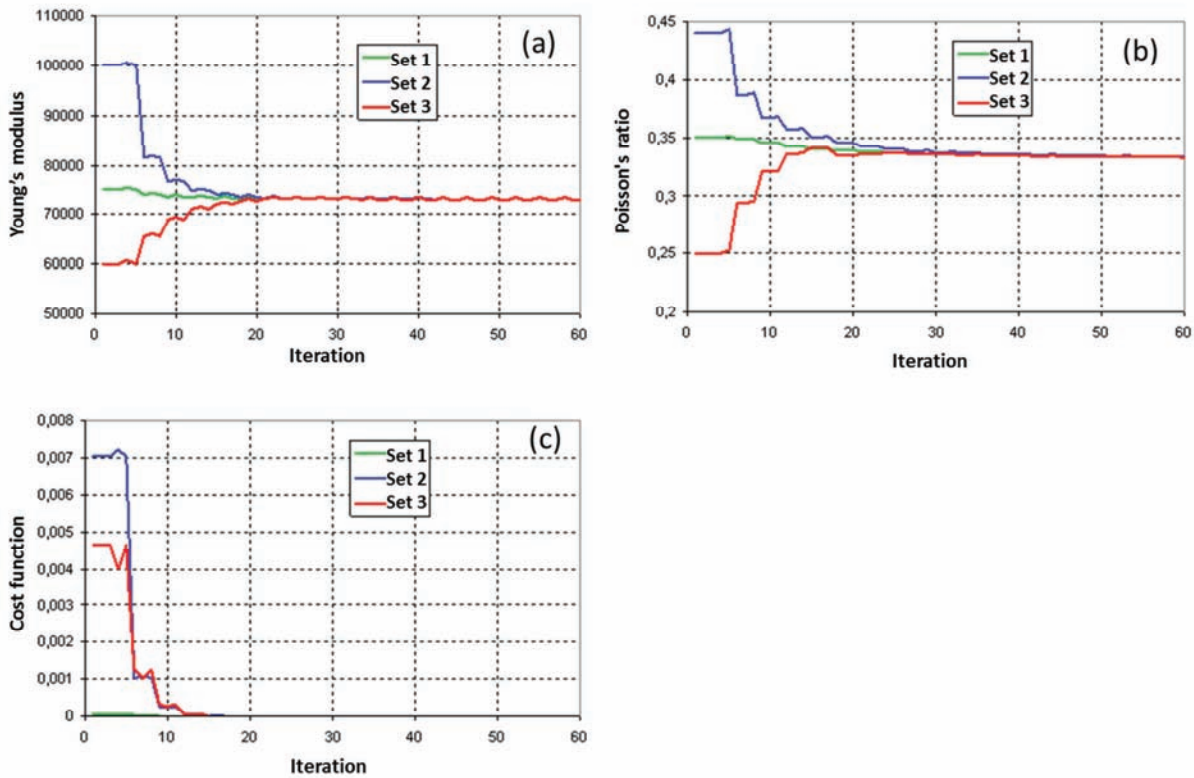 (a)
Set 1
Set 2
Set 3
Young's modulus
100000
90000
80000
70000
60000
50000
0 10 20 30 40 50 60
Iteration
(b)
Set 1
Set 2
Set 3
Poisson's ratio
0,45
0,4
0,35
0,3
0,25
0,2
0 10 20 30 40 50 60
Iteration
(c)
Set 1
Set 2
Set 3
Cost function
0,008
0,007
0,006
0,005
0,004
0,003
0,002
0,001
0
0 10 20 30 40 50 60
Iteration